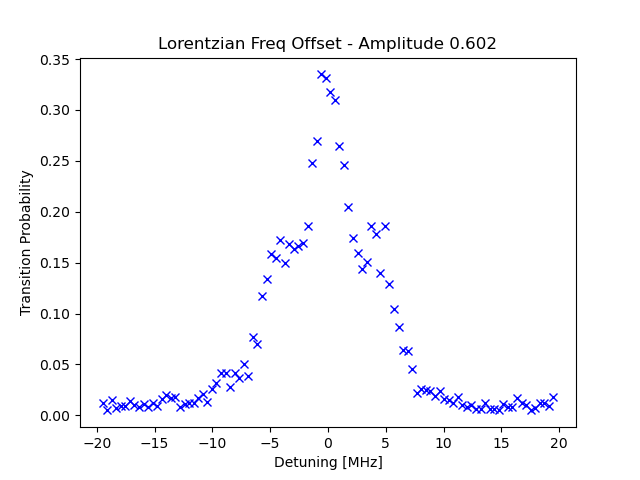 Lorentzian Freq Offset - Amplitude 0.602
0.35
0.30
0.25
0.20
0.15
0.10
0.05
0.00
Transition Probability
−20 −15 −10 −5 0 5 10 15 20
Detuning [MHz]